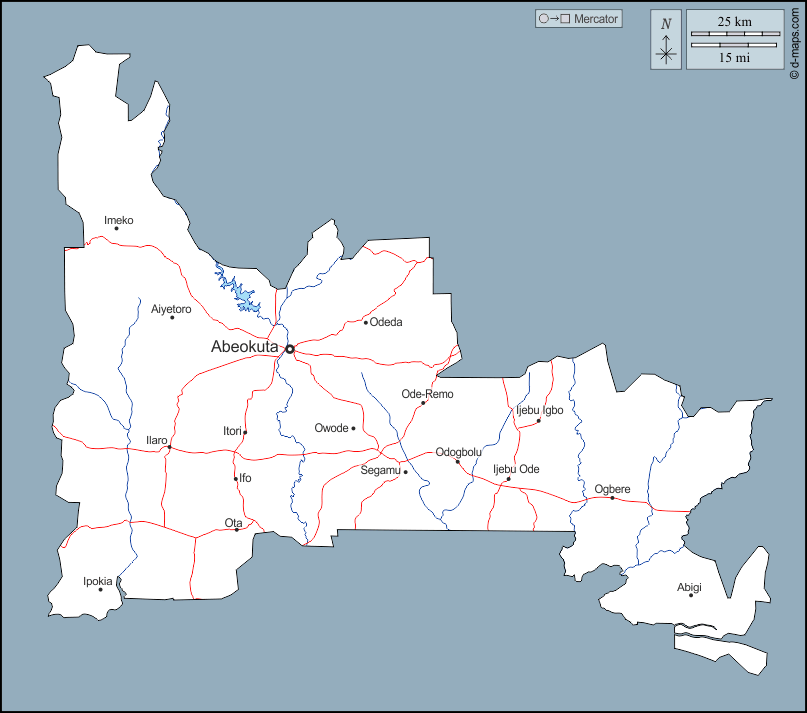 Mercator
N
25 km
15 mi
© d-maps.com
Imeko
Aiyetoro
Odeda
Abeokuta
Ode-Remo
Ijebu Igbo
Itori
Owode
Ilaro
Odogbolu
Segamu
Ijebu Ode
Ifo
Ogbere
Ota
Ipokia
Abigi